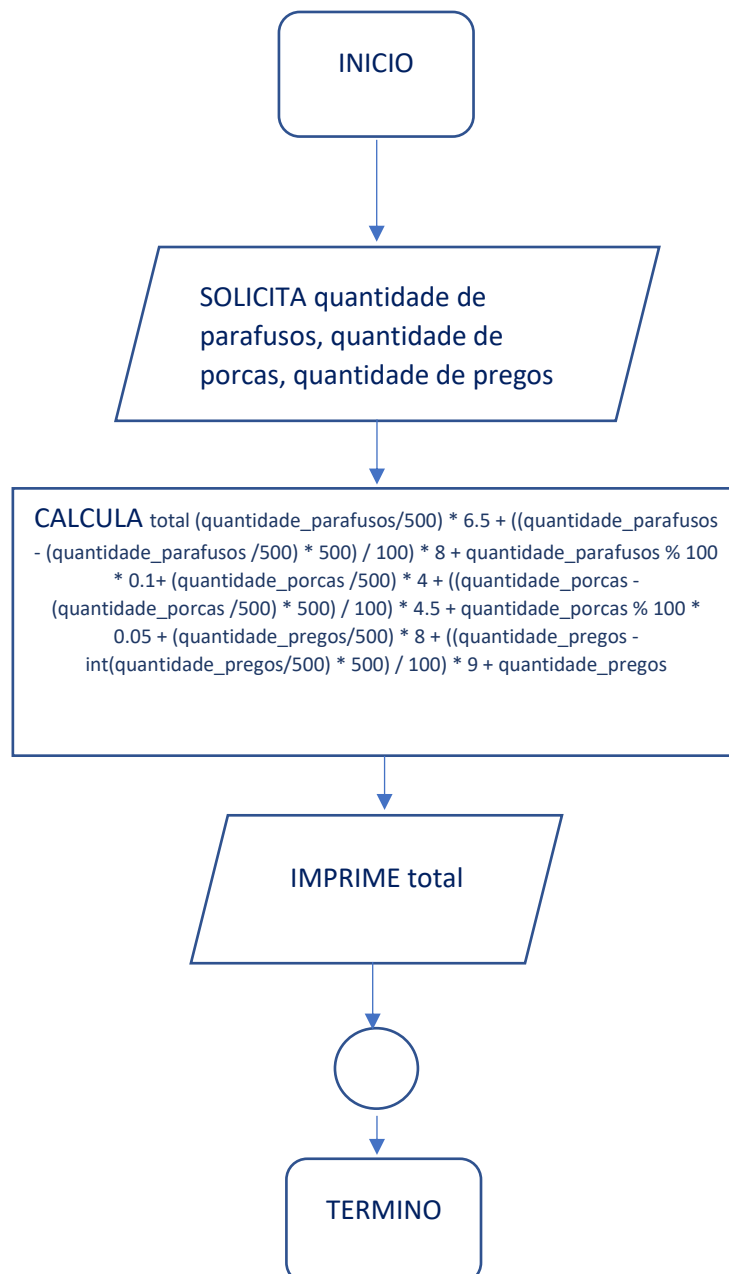 INICIO
SOLICITA quantidade de
parafusos, quantidade de
porcas, quantidade de pregos
CALCULA total (quantidade_parafusos/500) * 6.5 + ((quantidade_parafusos
- (quantidade_parafusos /500) * 500) / 100) * 8 + quantidade_parafusos % 100
* 0.1+ (quantidade_porcas /500) * 4 + ((quantidade_porcas -
(quantidade_porcas /500) * 500) / 100) * 4.5 + quantidade_porcas % 100 *
0.05 + (quantidade_pregos/500) * 8 + ((quantidade_pregos -
int(quantidade_pregos/500) * 500) / 100) * 9 + quantidade_pregos
IMPRIME total
TERMINO